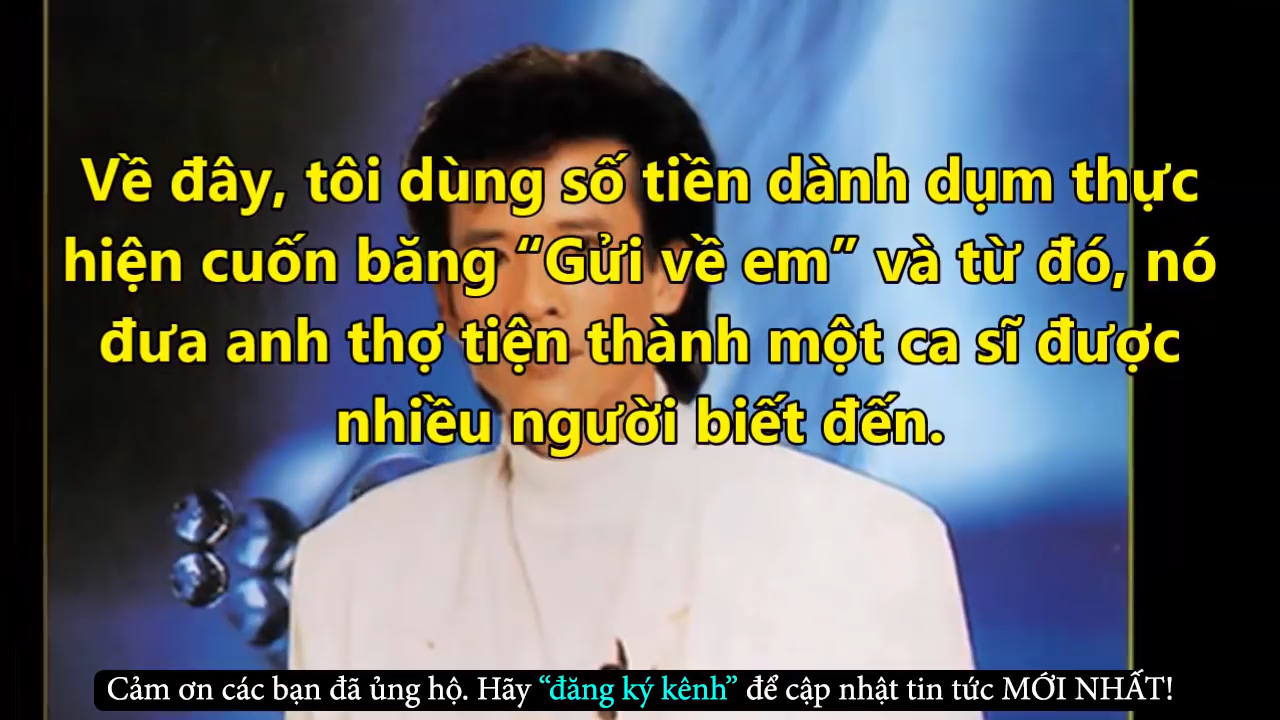 Về đây, tôi dùng số tiền dành dụm thực
hiện cuốn băng “Gửi về em” và từ đó, nó
đưa anh thợ tiện thành một ca sĩ được
nhiều người biết đến.
Cảm ơn các bạn đã ủng hộ. Hãy “đăng ký kênh” để cập nhật tin tức MỚI NHẤT!